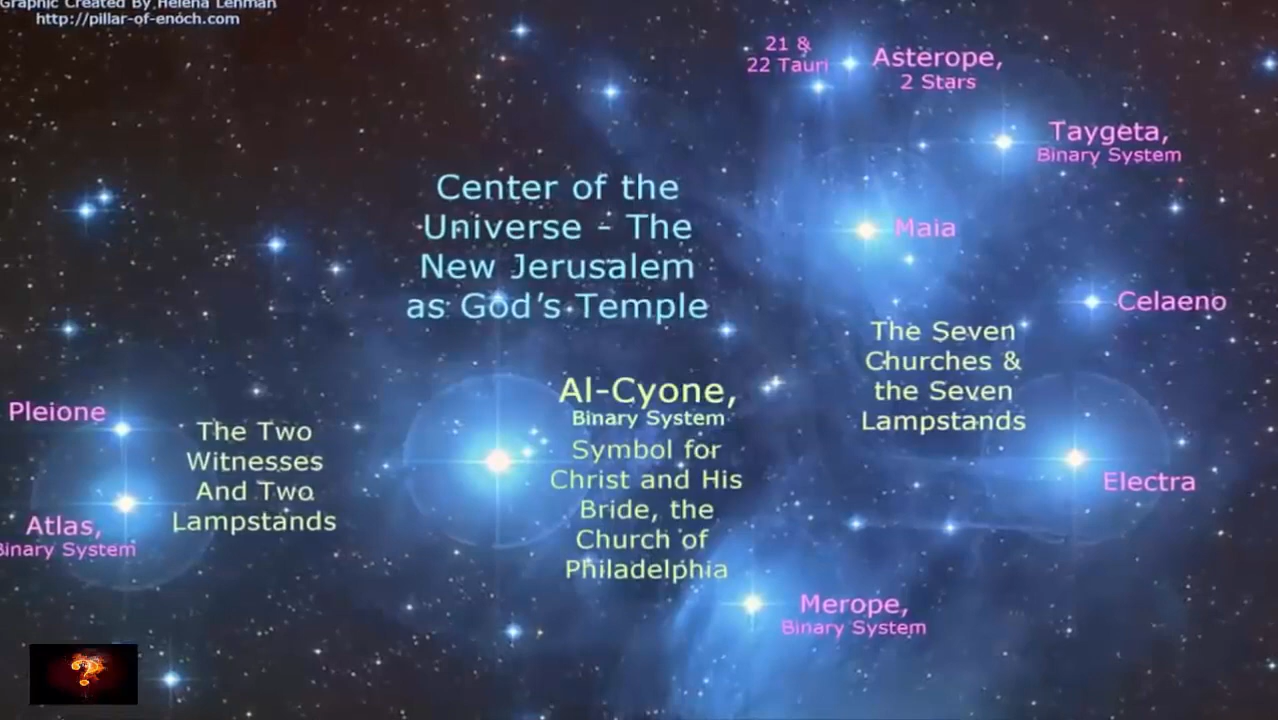 Graphic Created By Helena Lehman
http://pillar-of-enoch.com
21 &
22 Tauri
Asterope,
2 Stars
Taygeta,
Binary System
Center of the
Universe - The
New Jerusalem
as God's Temple
Maia
Celaeno
The Seven
Churches &
the Seven
Lampstands
Al-Cyone,
Binary System
Symbol for
Christ and His
Bride, the
Church of
Philadelphia
Pleione
The Two
Witnesses
And Two
Lampstands
Atlas,
Binary System
Electra
Merope,
Binary System
?